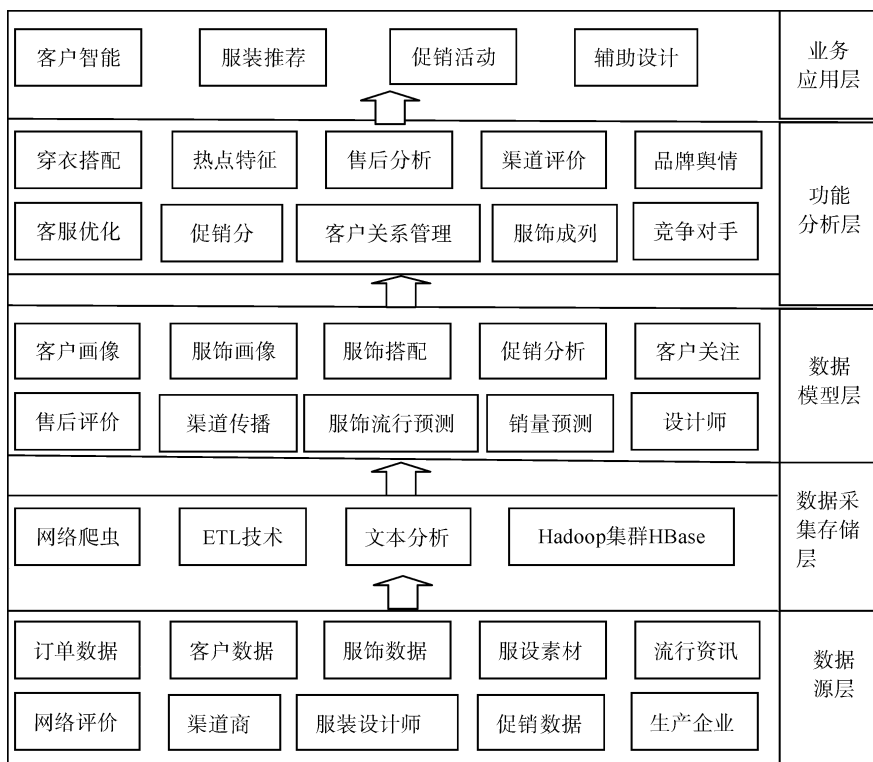 客户智能
服装推荐
促销活动
辅助设计
业务
应用层
穿衣搭配
热点特征
售后分析
渠道评价
品牌舆情
客服优化
促销分
客户关系管理
服饰成列
竞争对手
功能
分析层
客户画像
服饰画像
服饰搭配
促销分析
客户关注
售后评价
渠道传播
服饰流行预测
销量预测
设计师
数据
模型层
网络爬虫
ETL技术
文本分析
Hadoop集群HBase
数据采
集存储
层
订单数据
客户数据
服饰数据
服设素材
流行资讯
网络评价
渠道商
服装设计师
促销数据
生产企业
数据
源层